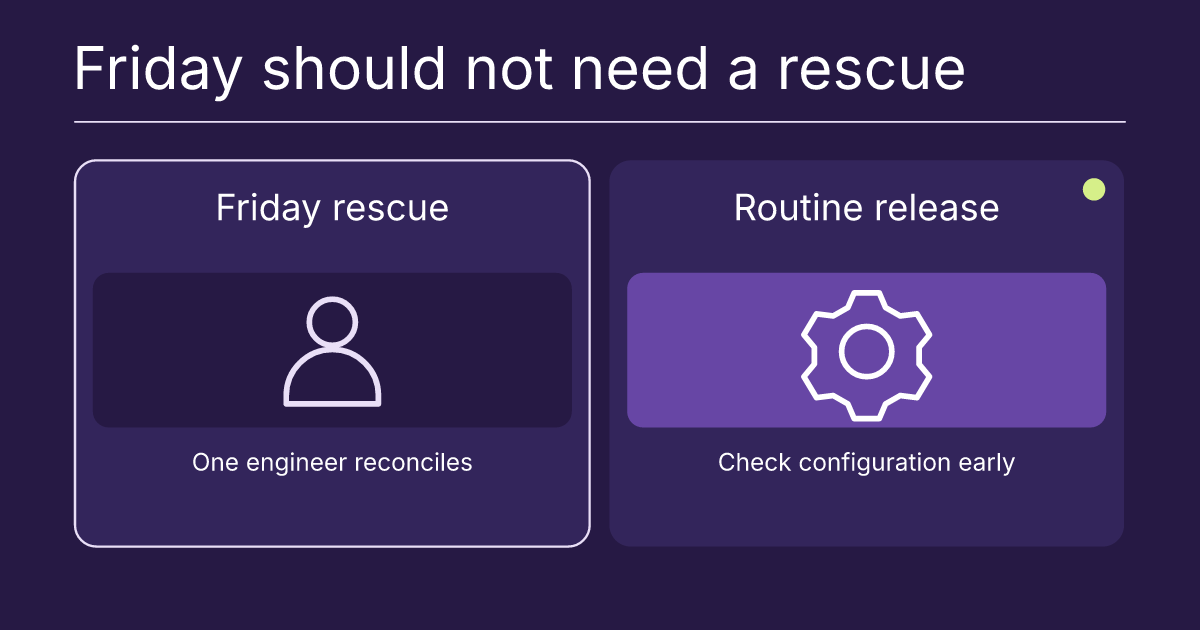 Friday should not need a rescue
Friday rescue
One engineer reconciles
Routine release
Check configuration early